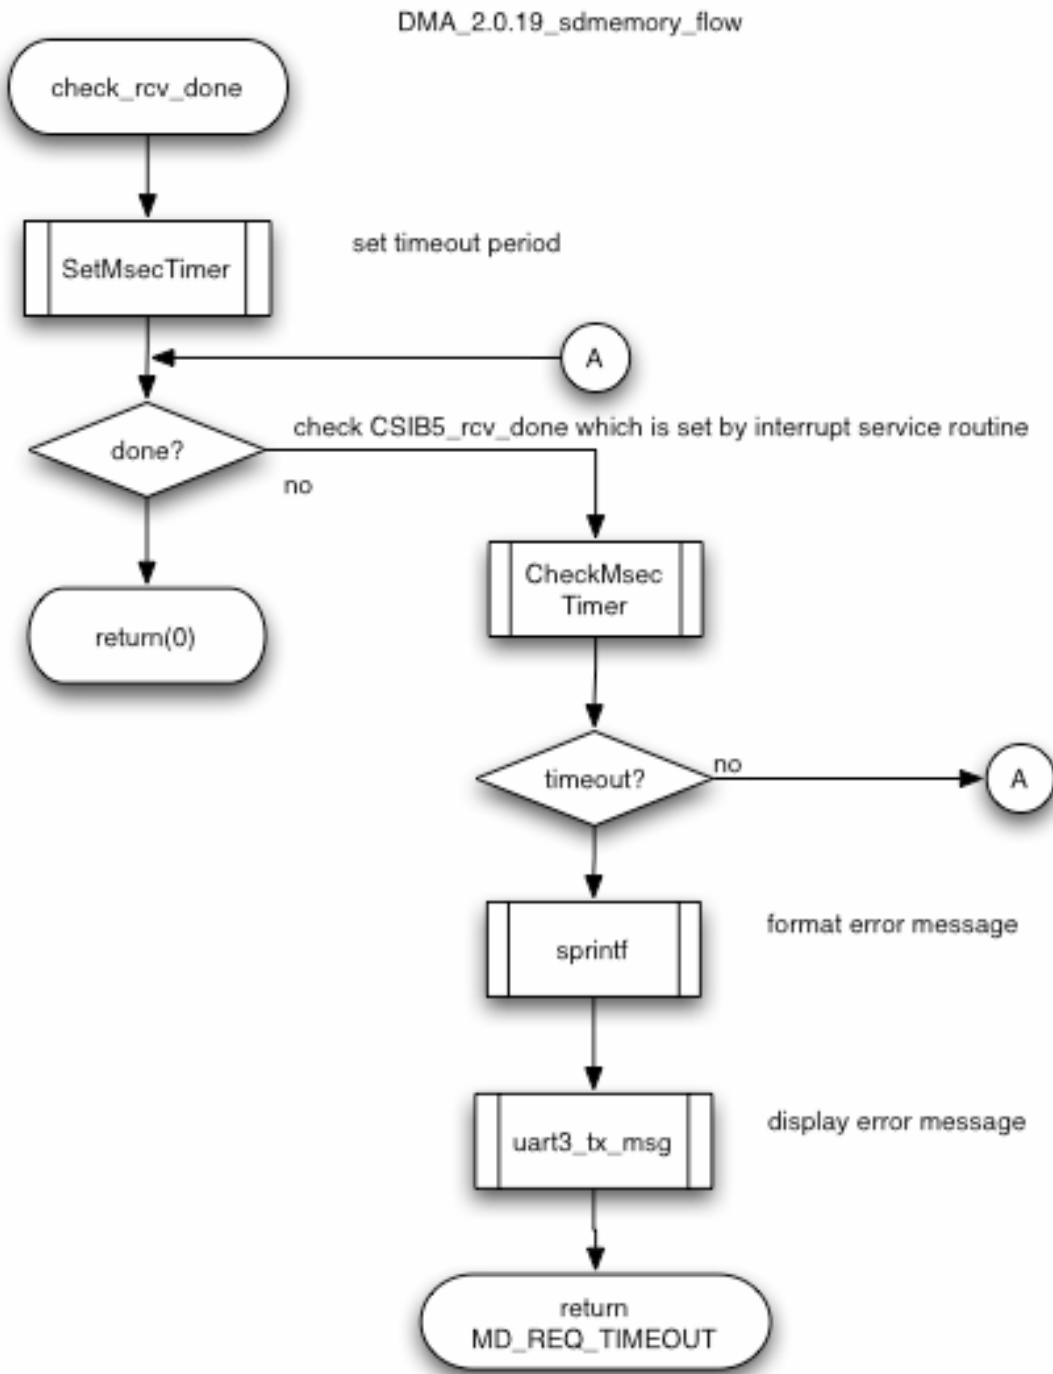 DMA_2.0.19_sdmemory_flow
check_rcv_done
SetMsecTimer
set timeout period
A
check CSIB5_rcv_done which is set by interrupt service routine
done?
no
CheckMsec
Timer
return(0)
timeout?
no
A
sprintf
format error message
uart3_tx_msg
display error message
return
MD_REQ_TIMEOUT